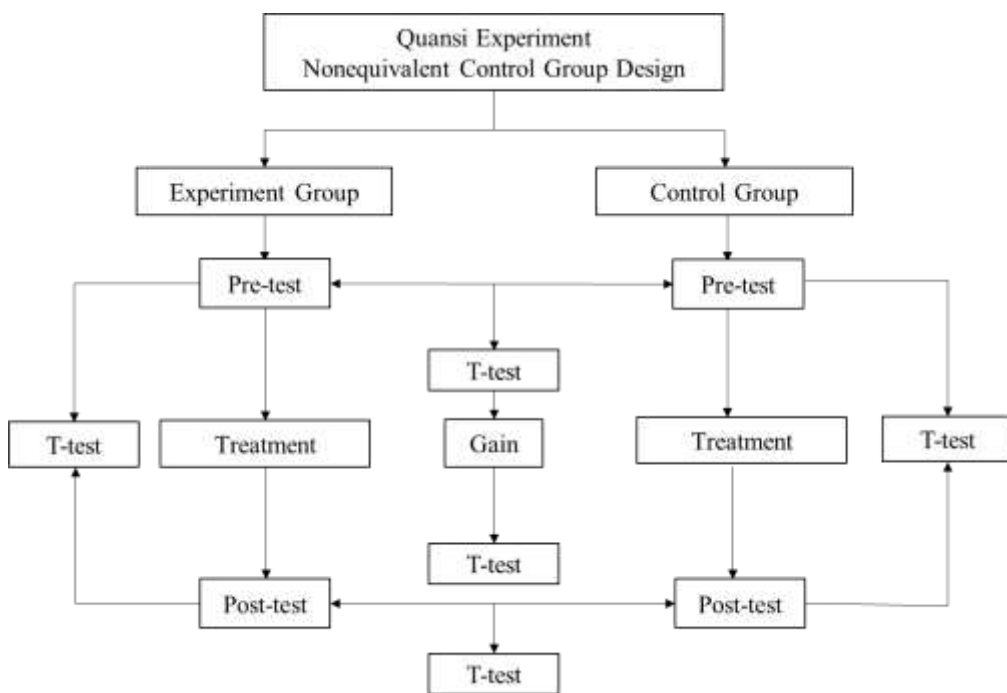 Quansi Experiment
Nonequivalent Control Group Design
Experiment Group
Control Group
Pre-test
Pre-test
T-test
T-test
Treatment
Gain
Treatment
T-test
T-test
Post-test
Post-test
T-test